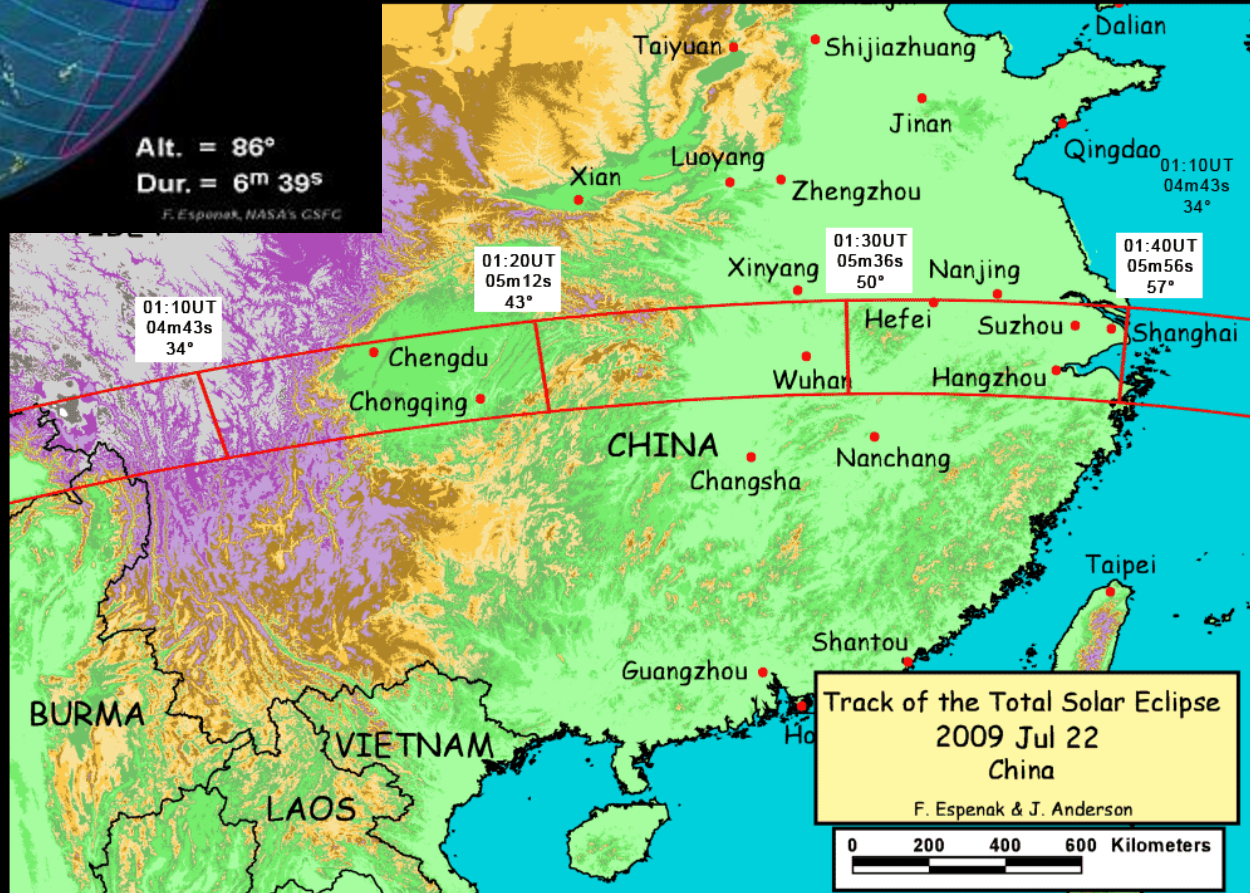 Alt. = 86°
Dur. = 6ᵐ 39ˢ
F. Espenak, NASA's GSFC
Dalian
Taiyuan
Shijiazhuang
Jinan
Qingdao
01:10UT
04m43s
34°
Luoyang
Xian
Zhengzhou
01:10UT
04m43s
34°
01:20UT
05m12s
43°
Xinyang
01:30UT
05m36s
50°
Nanjing
01:40UT
05m56s
57°
Hefei
Suzhou
Shanghai
Chengdu
Chongqing
Wuhan
Hangzhou
CHINA
Nanchang
Changsha
Taipei
Shantou
Guangzhou
Ho
BURMA
VIETNAM
LAOS
Track of the Total Solar Eclipse
2009 Jul 22
China
F. Espenak & J. Anderson
0 200 400 600 Kilometers